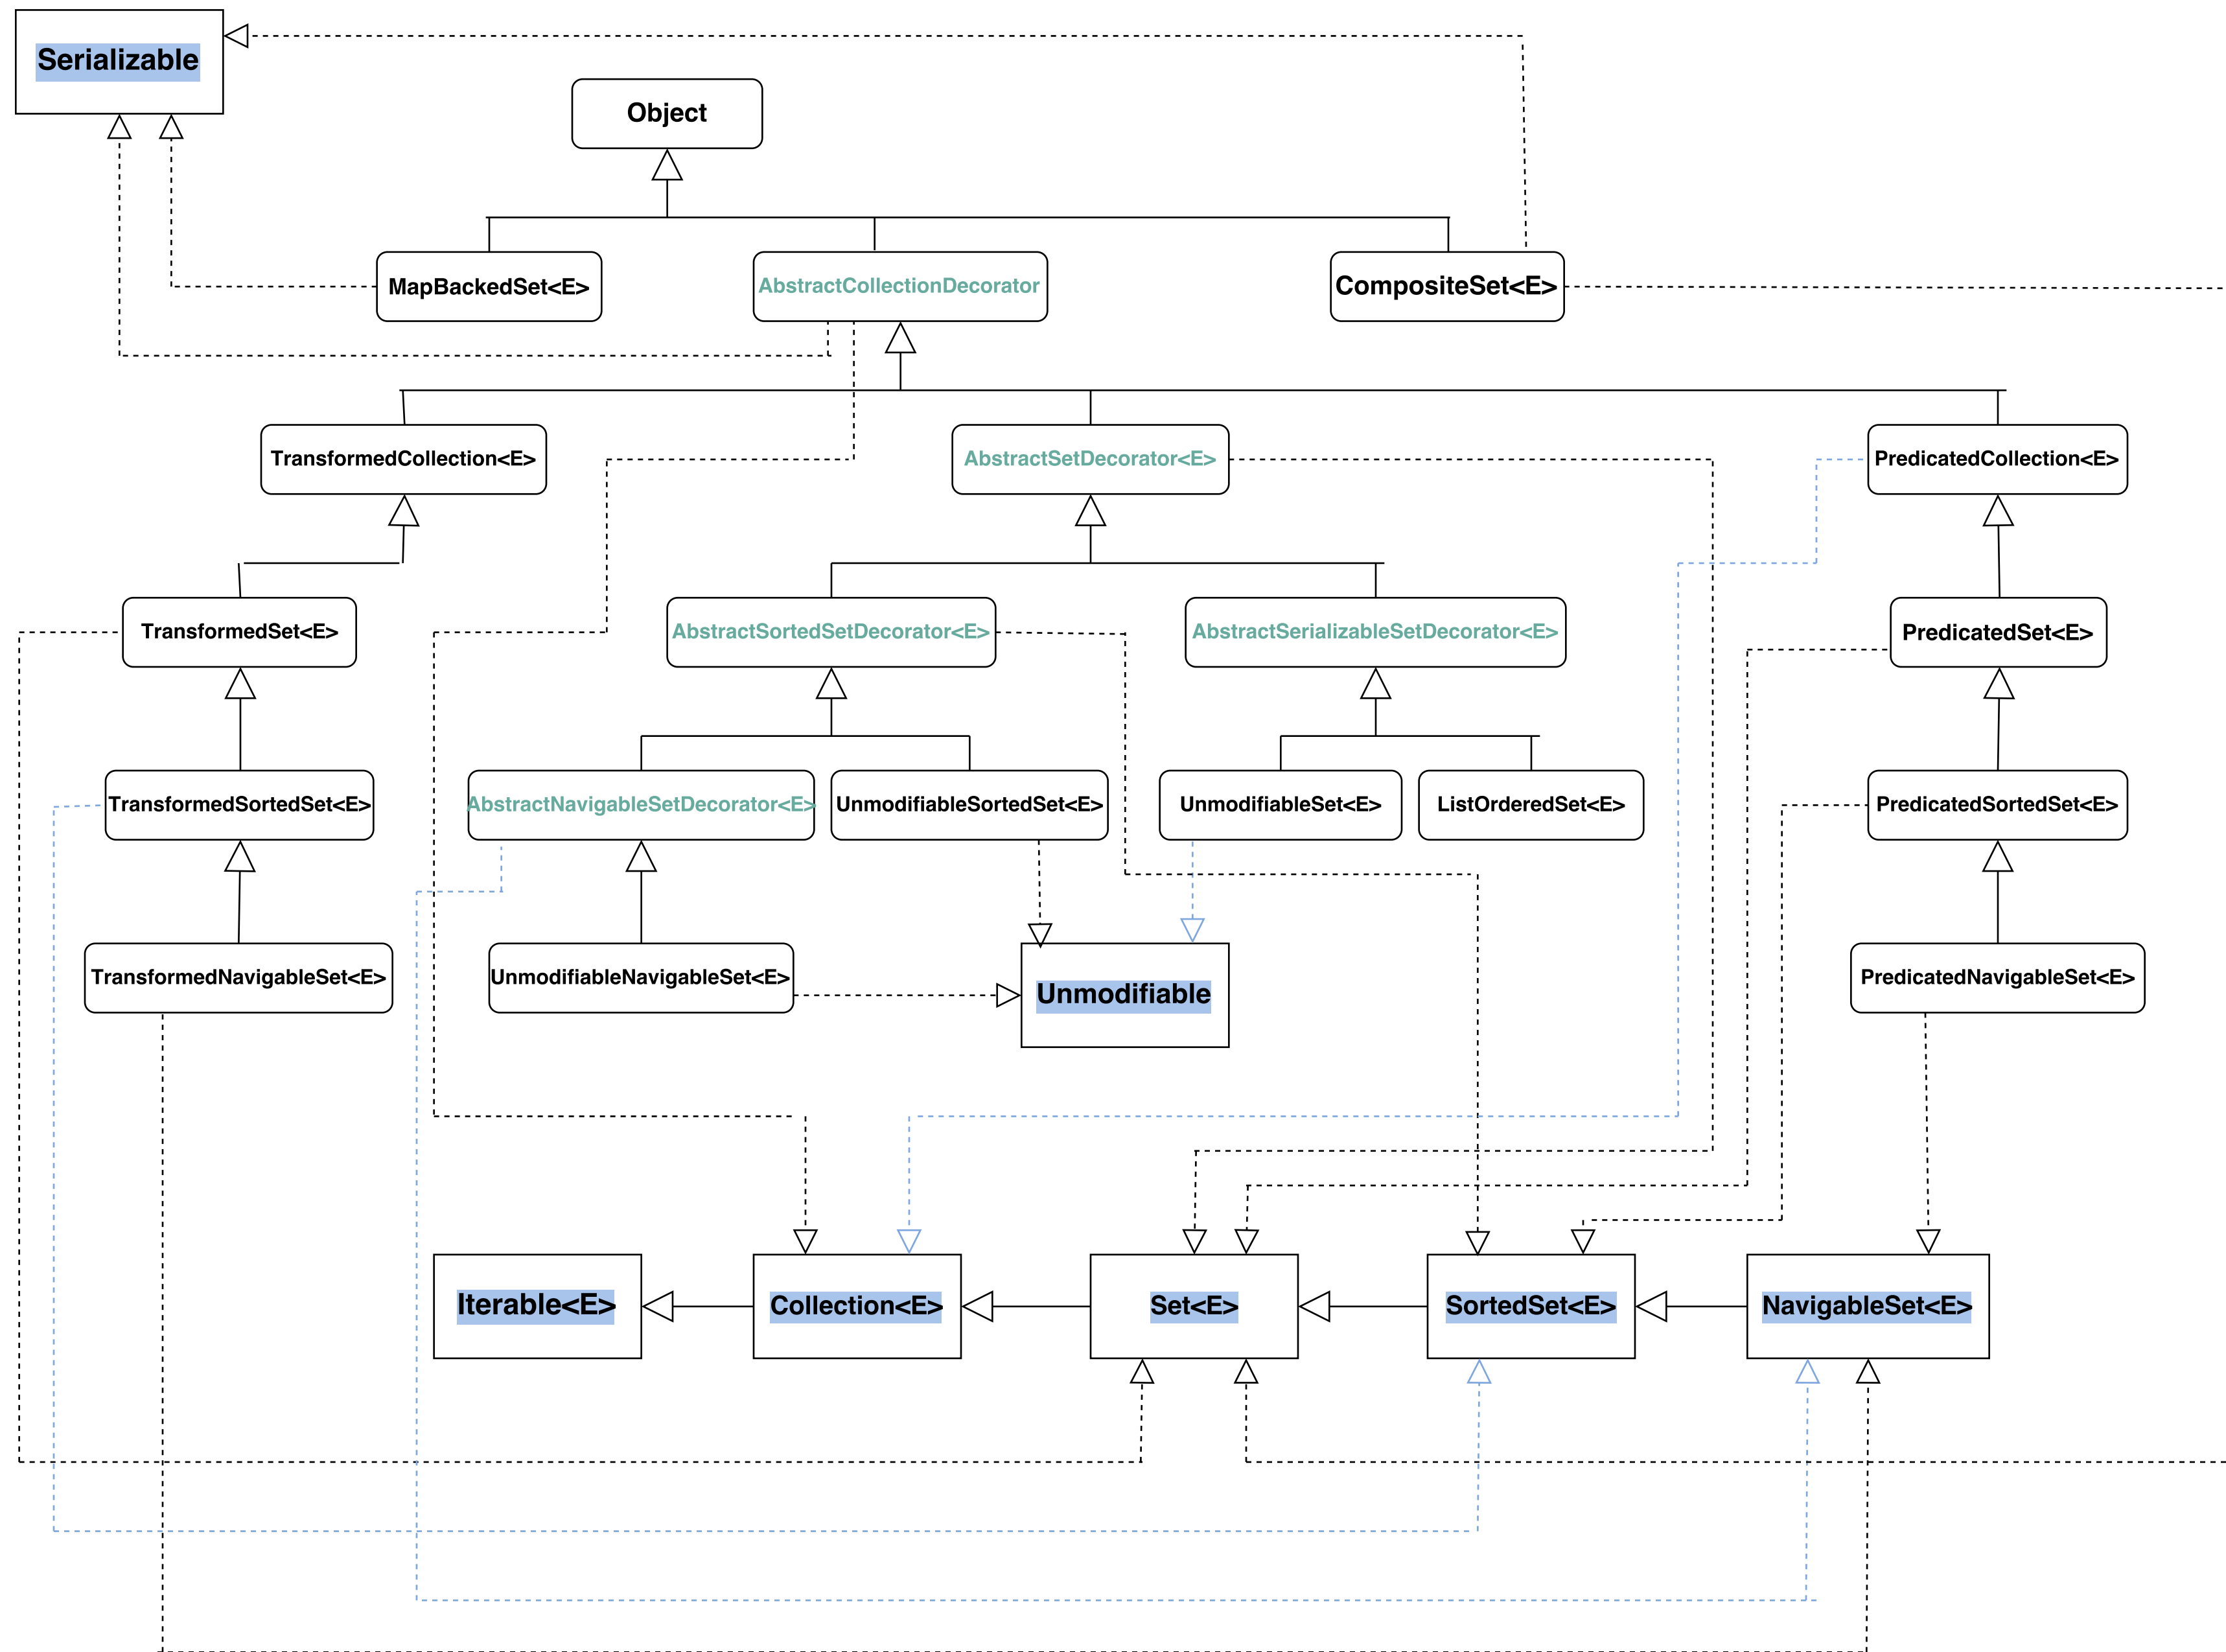 Serializable
Object
MapBackedSet<E>
AbstractCollectionDecorator
CompositeSet<E>
TransformedCollection<E>
AbstractSetDecorator<E>
PredicatedCollection<E>
TransformedSet<E>
AbstractSortedSetDecorator<E>
AbstractSerializableSetDecorator<E>
PredicatedSet<E>
TransformedSortedSet<E>
AbstractNavigableSetDecorator<E>
UnmodifiableSortedSet<E>
UnmodifiableSet<E>
ListOrderedSet<E>
PredicatedSortedSet<E>
TransformedNavigableSet<E>
UnmodifiableNavigableSet<E>
Unmodifiable
PredicatedNavigableSet<E>
Iterable<E>
Collection<E>
Set<E>
SortedSet<E>
NavigableSet<E>